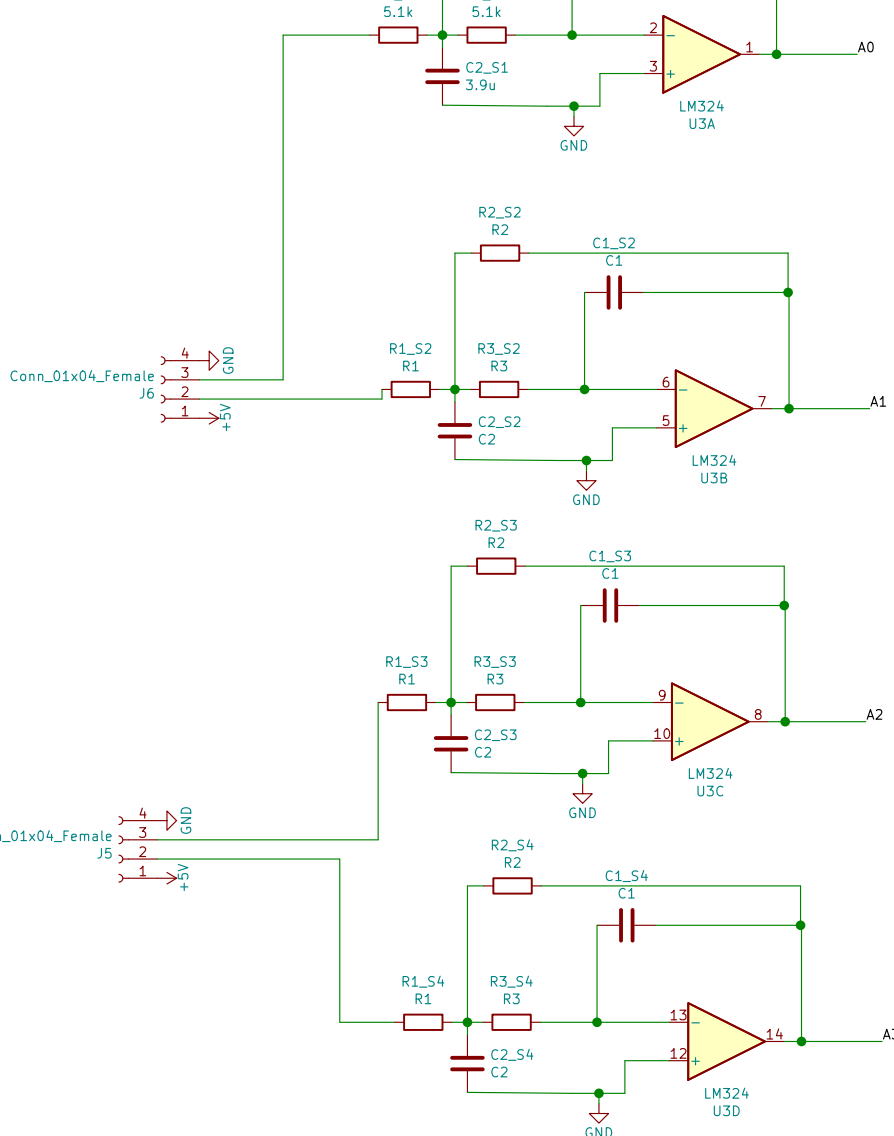 5.1k
5.1k
C2_S1
3.9u
2
3
1
A0
LM324
U3A
GND
R2_S2
R2
C1_S2
C1
R1_S2
R1
R3_S2
R3
C2_S2
C2
6
5
7
A1
LM324
U3B
GND
Conn_01x04_Female
J6
4
3
2
1
GND
+5V
R2_S3
R2
C1_S3
C1
R1_S3
R1
R3_S3
R3
C2_S3
C2
9
10
8
A2
LM324
U3C
GND
_01x04_Female
J5
4
3
2
1
GND
+5V
R2_S4
R2
C1_S4
C1
R1_S4
R1
R3_S4
R3
C2_S4
C2
13
12
14
LM324
U3D
GND